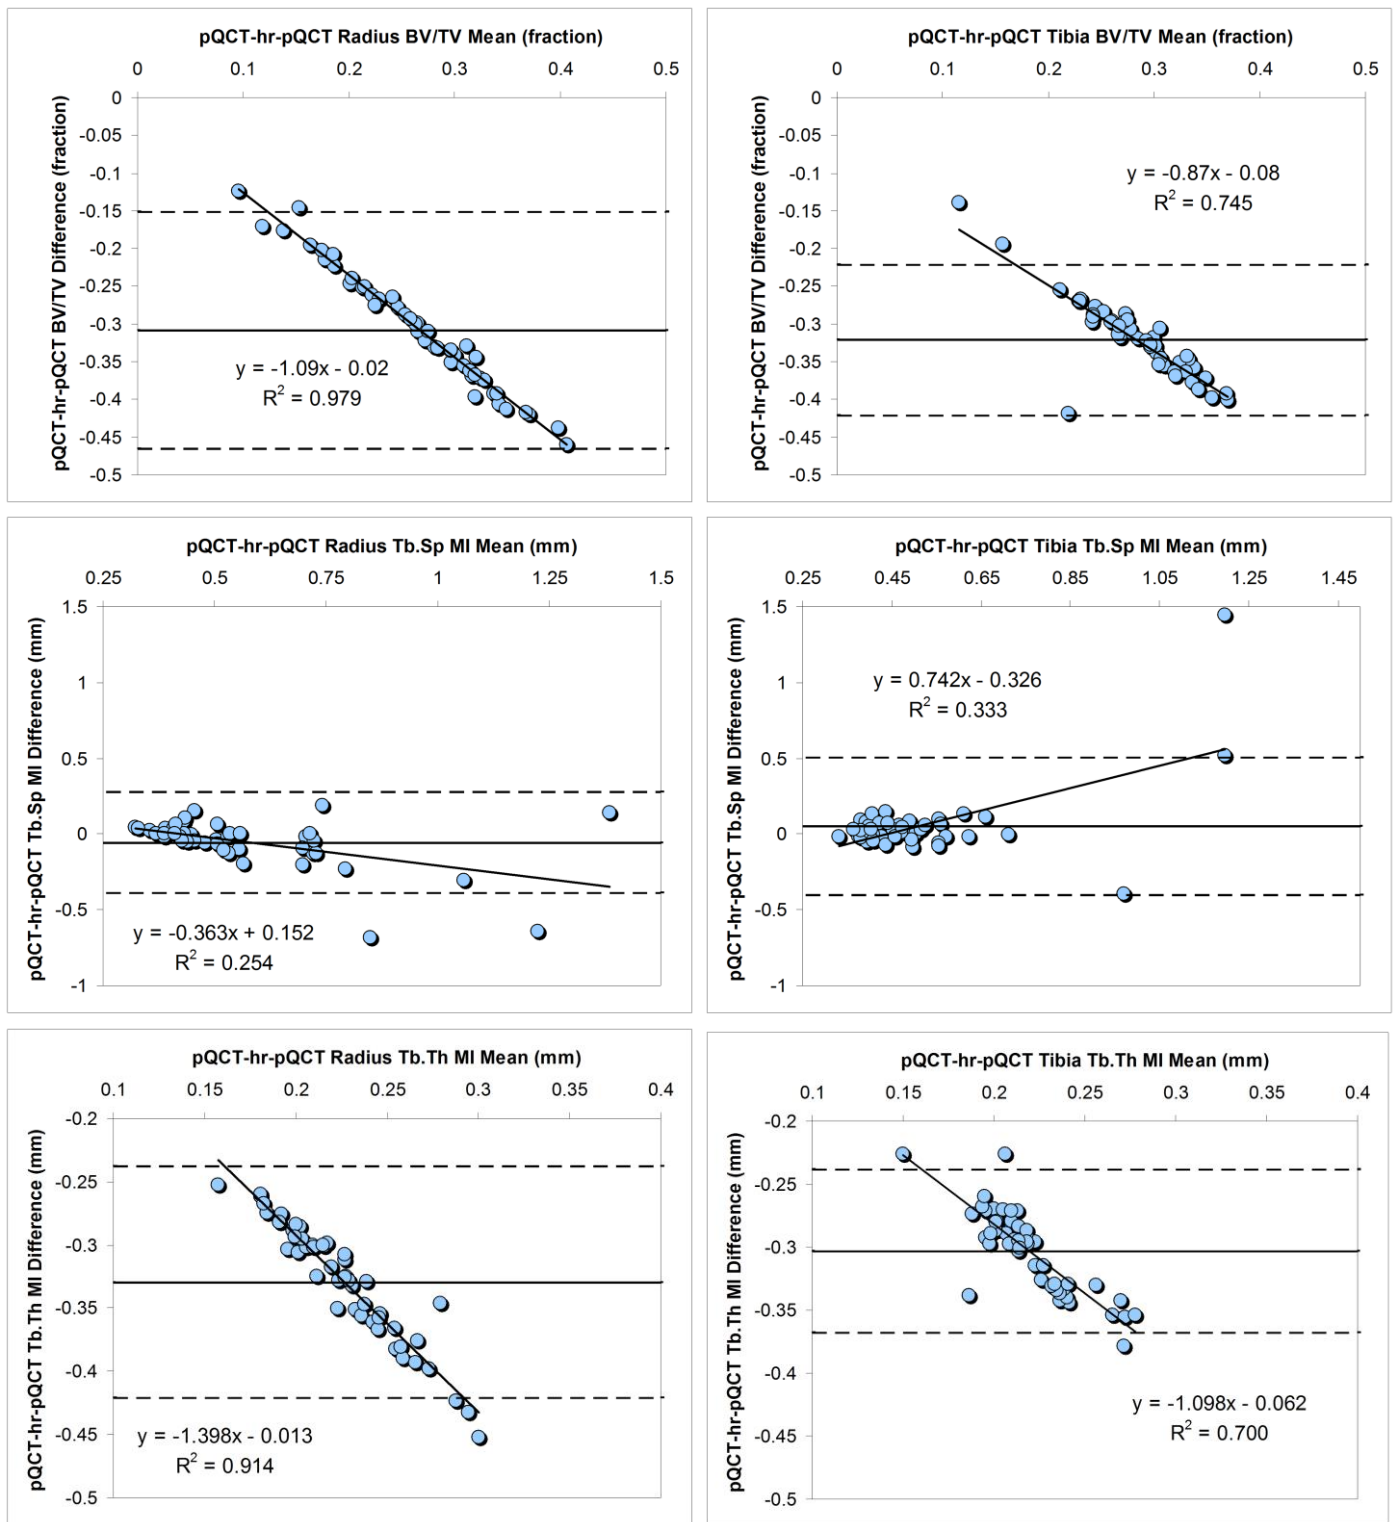 pQCT-hr-pQCT Radius BV/TV Mean (fraction)
0 0.1 0.2 0.3 0.4 0.5
pQCT-hr-pQCT BV/TV Difference (fraction)
0
-0.05
-0.1
-0.15
-0.2
-0.25
-0.3
-0.35
-0.4
-0.45
-0.5
y = -1.09x - 0.02
R² = 0.979
pQCT-hr-pQCT Tibia BV/TV Mean (fraction)
0 0.1 0.2 0.3 0.4 0.5
pQCT-hr-pQCT BV/TV Difference (fraction)
0
-0.05
-0.1
-0.15
-0.2
-0.25
-0.3
-0.35
-0.4
-0.45
-0.5
y = -0.87x - 0.08
R² = 0.745
pQCT-hr-pQCT Radius Tb.Sp MI Mean (mm)
0.25 0.5 0.75 1 1.25 1.5
pQCT-hr-pQCT Tb.Sp MI Difference (mm)
1.5
1
0.5
0
-0.5
-1
y = -0.363x + 0.152
R² = 0.254
pQCT-hr-pQCT Tibia Tb.Sp MI Mean (mm)
0.25 0.45 0.65 0.85 1.05 1.25 1.45
pQCT-hr-pQCT Tb.Sp MI Difference (mm)
1.5
1
0.5
0
-0.5
-1
y = 0.742x - 0.326
R² = 0.333
pQCT-hr-pQCT Radius Tb.Th MI Mean (mm)
0.1 0.15 0.2 0.25 0.3 0.35 0.4
pQCT-hr-pQCT Tb.Th MI Difference (mm)
-0.2
-0.25
-0.3
-0.35
-0.4
-0.45
-0.5
y = -1.398x - 0.013
R² = 0.914
pQCT-hr-pQCT Tibia Tb.Th MI Mean (mm)
0.1 0.15 0.2 0.25 0.3 0.35 0.4
pQCT-hr-pQCT Tb.Th MI Difference (mm)
-0.2
-0.25
-0.3
-0.35
-0.4
-0.45
-0.5
y = -1.098x - 0.062
R² = 0.700